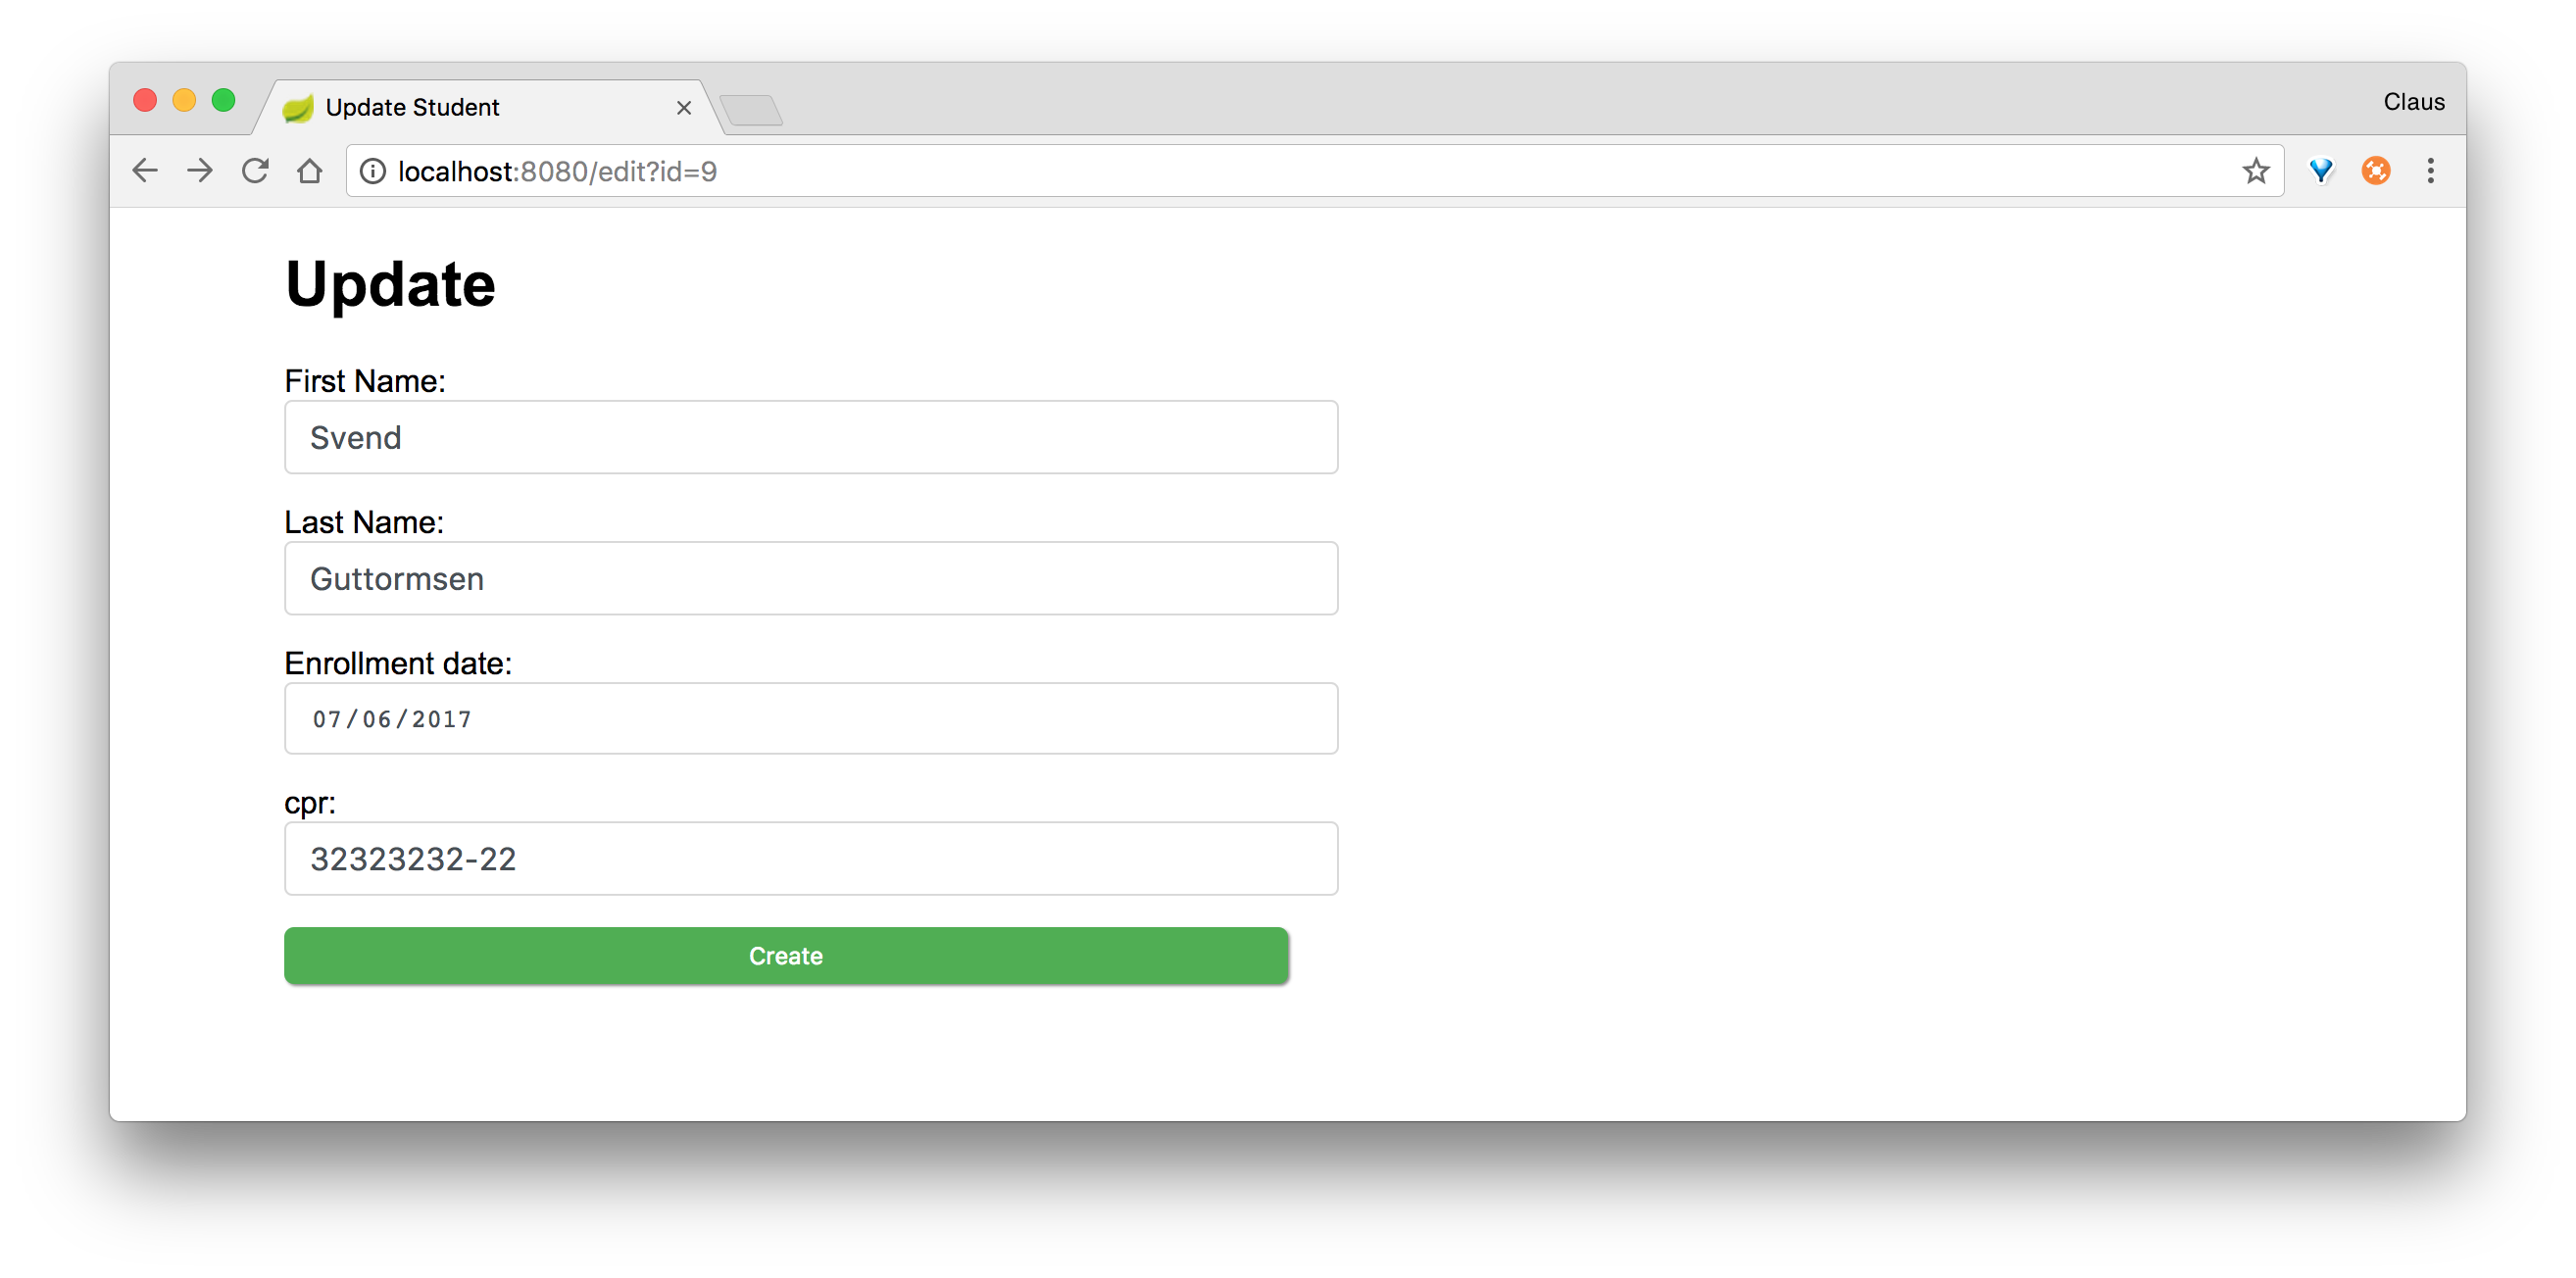 Update Student
Claus
localhost:8080/edit?id=9
Update
First Name:
Svend
Last Name:
Guttormsen
Enrollment date:
07/06/2017
cpr:
32323232-22
Create